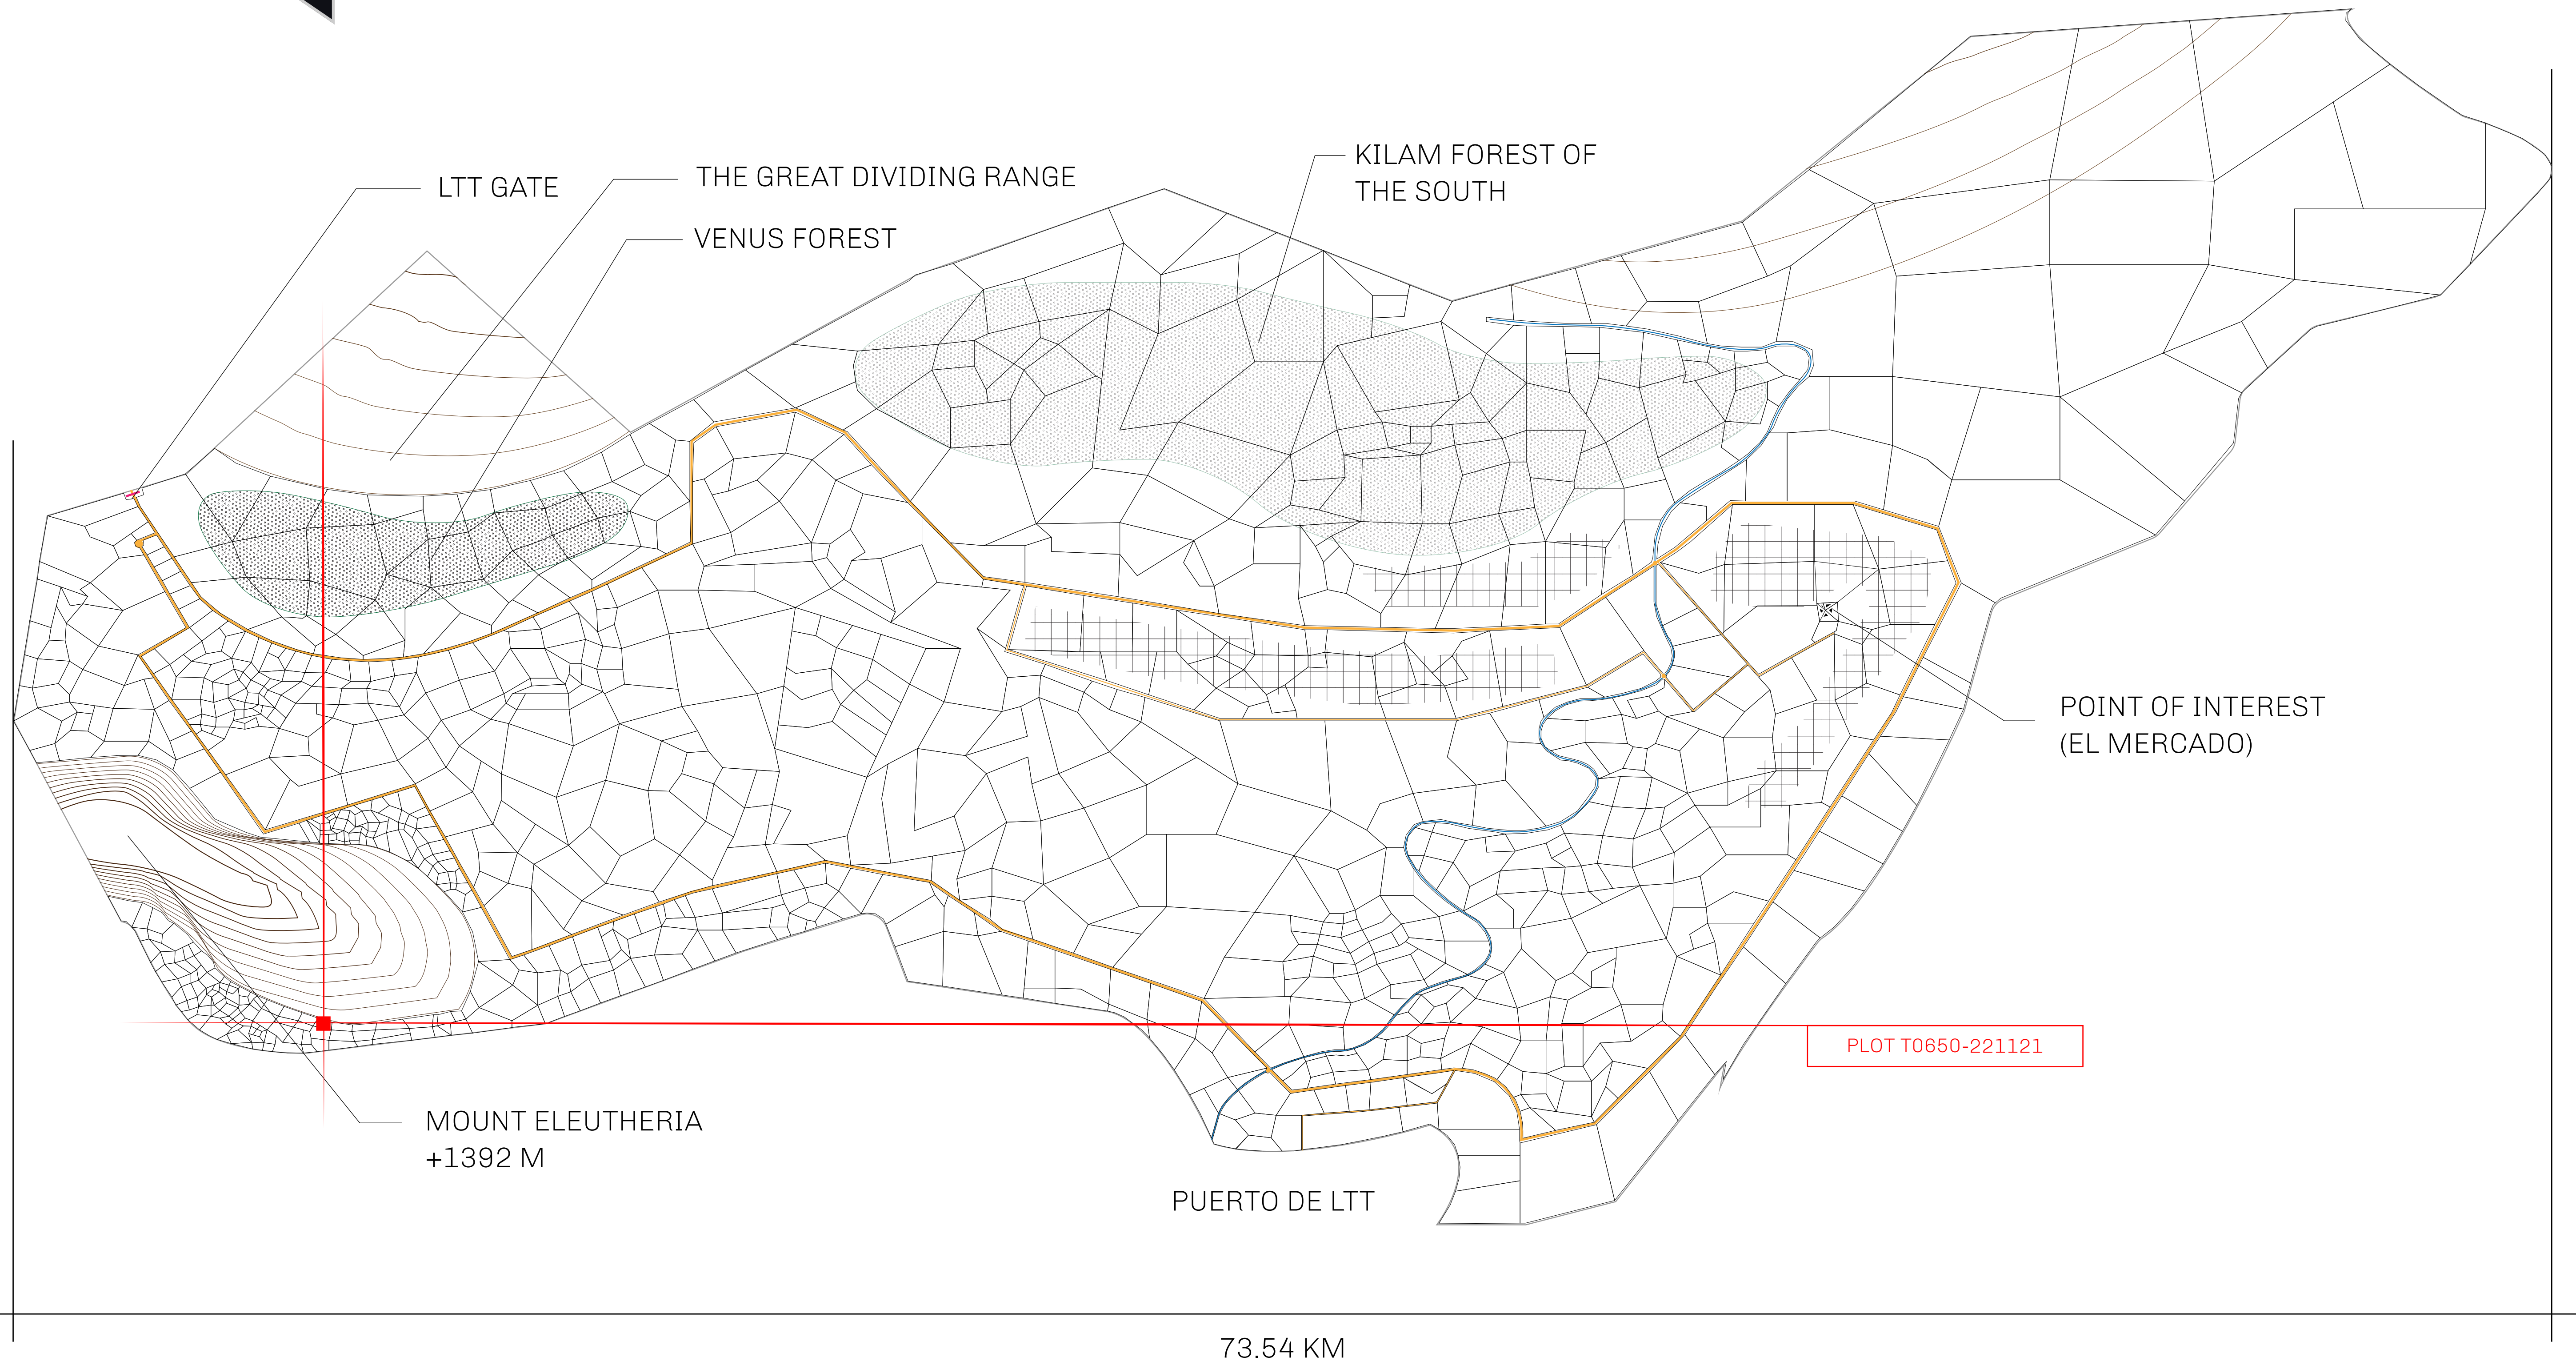 KILAM FOREST OF
THE SOUTH
THE GREAT DIVIDING RANGE
LTT GATE
VENUS FOREST
POINT OF INTEREST
(EL MERCADO)
PLOT T0650-221121
MOUNT ELEUTHERIA
+1392 M
PUERTO DE LTT
73.54 KM